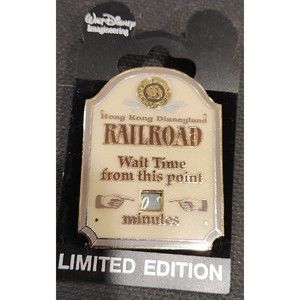 Walt Disney
Imagineering
Hong Kong Disneyland
RAILROAD
Wait Time
from this point
minutes
LIMITED EDITION